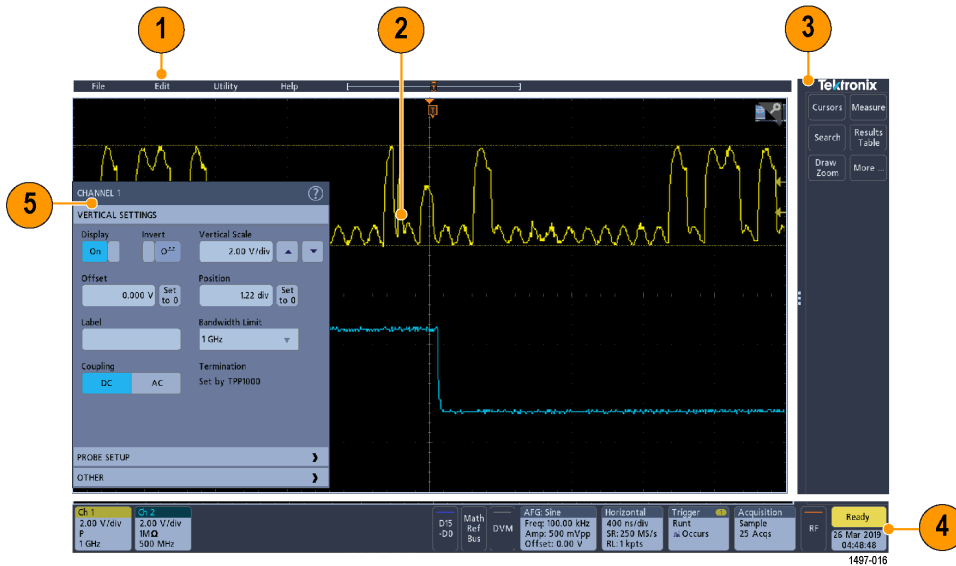 1
2
3
File Edit Utility Help
Tektronix
Cursors Measure
Search Results Table
Draw Zoom More ...
5
CHANNEL 1 ?
VERTICAL SETTINGS
Display Invert Vertical Scale
On 2.00 V/div
Offset Position
0.000 V Set to 0 1.22 div Set to 0
Label Bandwidth Limit
1 GHz
Coupling Termination
DC AC Set by TPP1000
PROBE SETUP
OTHER
Ch 1
2.00 V/div
P
1 GHz
Ch 2
2.00 V/div
1MΩ
500 MHz
D15
-D0
Math
Ref
Bus
DVM
AFG: Sine
Freq: 100.00 kHz
Amp: 500 mVpp
Offset: 0.00 V
Horizontal
400 ns/div
SR: 250 MS/s
RL: 1 kpts
Trigger 1
Runt
Occurs
Acquisition
Sample
25 Acqs
RF
Ready
26 Mar 2019
04:48:48
4
1497-016